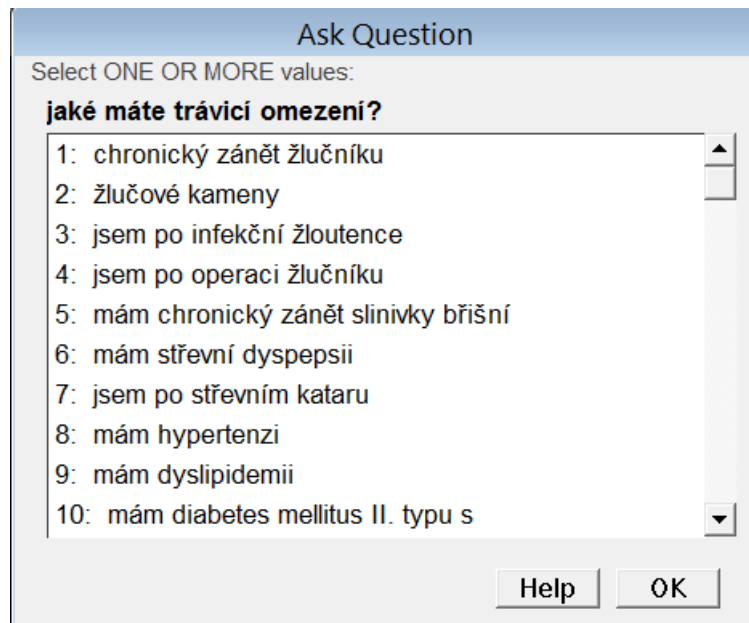 Ask Question
Select ONE OR MORE values:
jaké máte trávicí omezení?
1: chronický zánět žlučníku
2: žlučové kameny
3: jsem po infekční žloutence
4: jsem po operaci žlučníku
5: mám chronický zánět slinivky břišní
6: mám střevní dyspepsii
7: jsem po střevním kataru
8: mám hypertenzi
9: mám dyslipidemii
10: mám diabetes mellitus II. typu s
Help OK